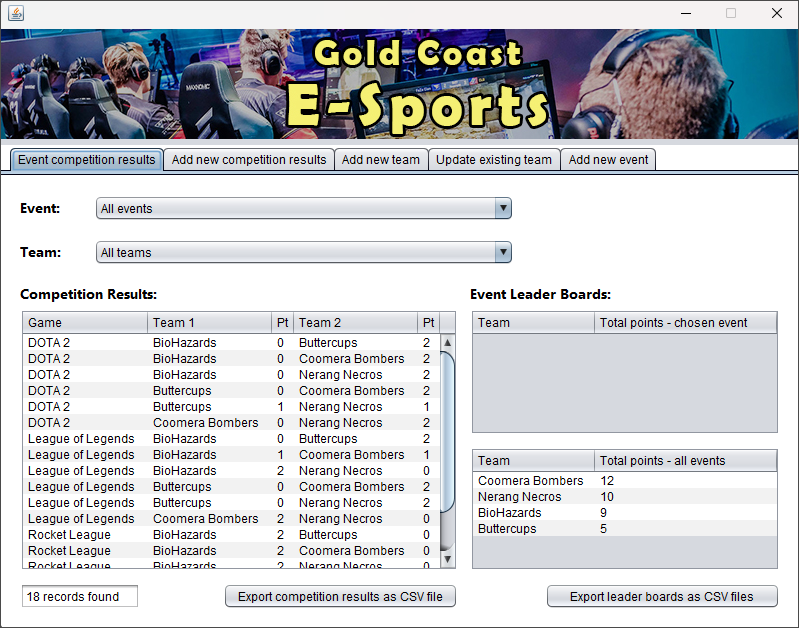 Gold Coast
E-Sports
Event competition results Add new competition results Add new team Update existing team Add new event
Event: All events
Team: All teams
Competition Results:
Game Team 1 Pt Team 2 Pt
DOTA 2 BioHazards 0 Buttercups 2
DOTA 2 BioHazards 0 Coomera Bombers 2
DOTA 2 BioHazards 0 Nerang Necros 2
DOTA 2 Buttercups 0 Coomera Bombers 2
DOTA 2 Buttercups 1 Nerang Necros 1
DOTA 2 Coomera Bombers 0 Nerang Necros 2
League of Legends BioHazards 0 Buttercups 2
League of Legends BioHazards 1 Coomera Bombers 1
League of Legends BioHazards 2 Nerang Necros 0
League of Legends Buttercups 0 Coomera Bombers 2
League of Legends Buttercups 0 Nerang Necros 2
League of Legends Coomera Bombers 2 Nerang Necros 0
Rocket League BioHazards 2 Buttercups 0
Rocket League BioHazards 2 Coomera Bombers 0
Rocket League BioHazards 2 Nerang Necros 0
18 records found
Export competition results as CSV file
Event Leader Boards:
Team Total points - chosen event
Team Total points - all events
Coomera Bombers 12
Nerang Necros 10
BioHazards 9
Buttercups 5
Export leader boards as CSV files